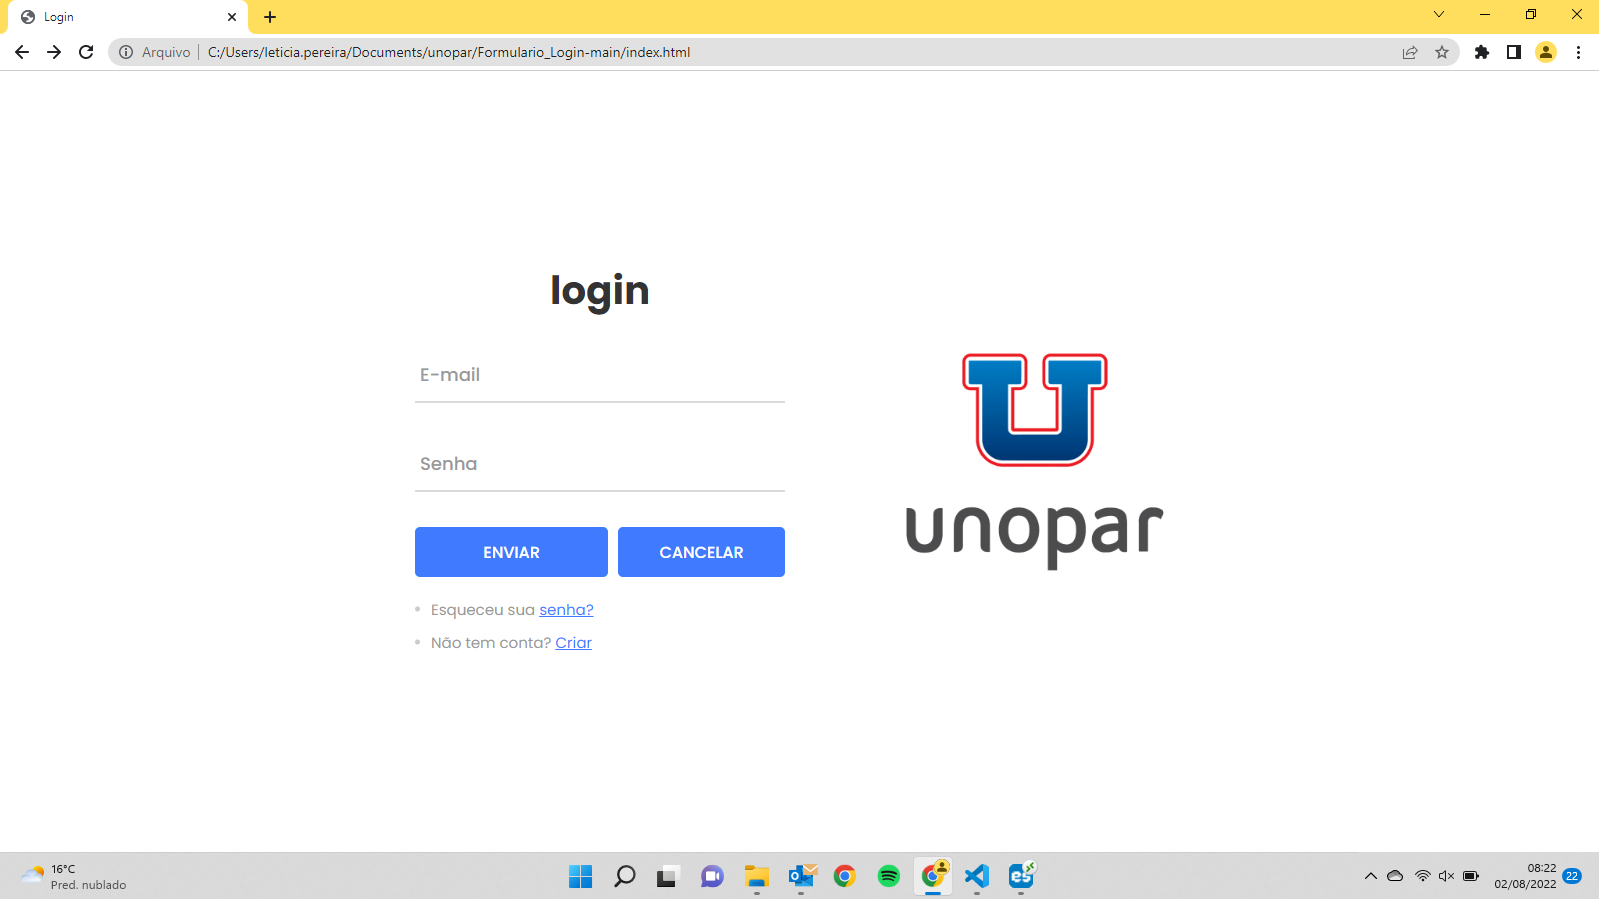 Login
Arquivo
C:/Users/leticia.pereira/Documents/unopar/Formulario_Login-main/index.html
login
E-mail
Senha
ENVIAR
CANCELAR
Esqueceu sua senha?
Não tem conta? Criar
unopar
16°C
Pred. nublado
es
08:22
02/08/2022
22